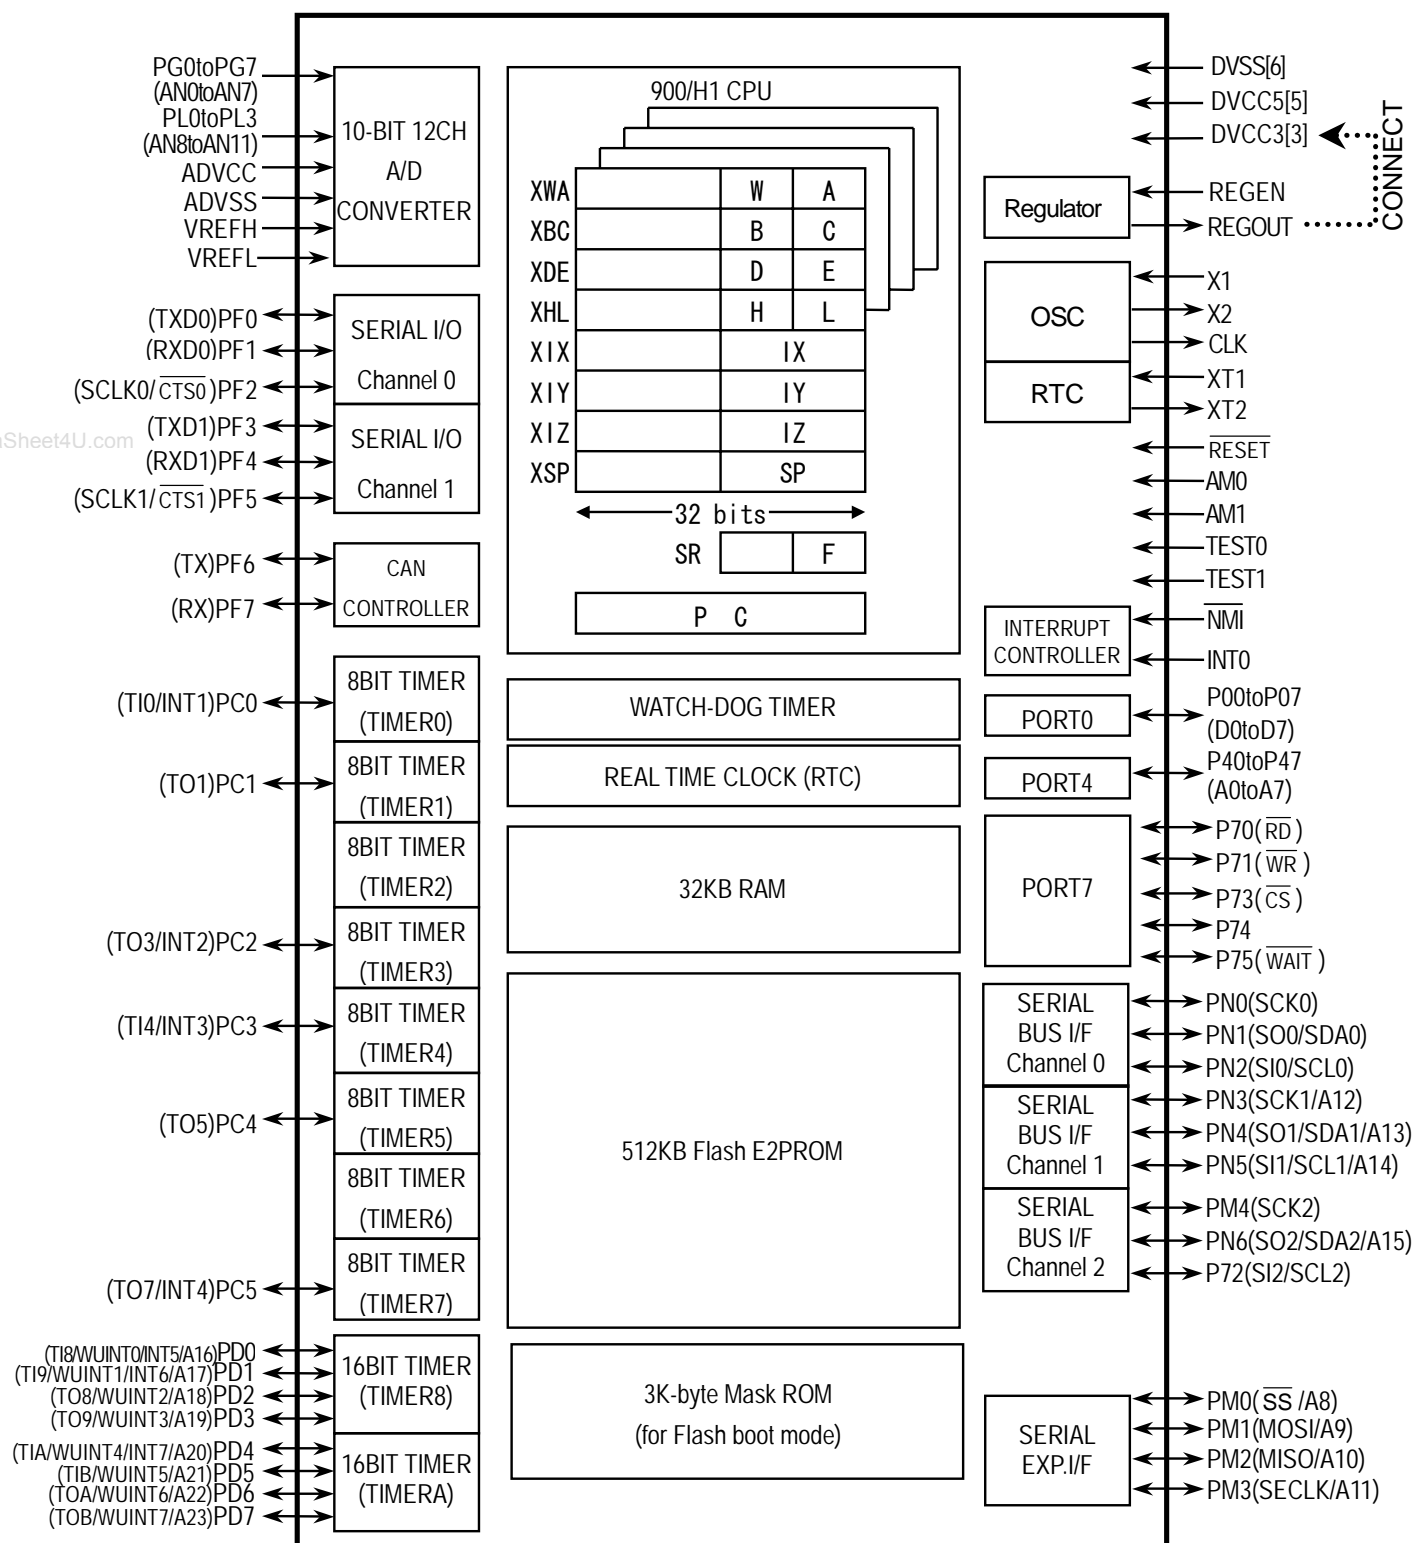 PG0toPG7
(AN0toAN7)
PL0toPL3
(AN8toAN11)
ADVCC
ADVSS
VREFH
VREFL
10-BIT 12CH
A/D
CONVERTER
(TXD0)PF0
(RXD0)PF1
(SCLK0/CTS0)PF2
SERIAL I/O
Channel 0
(TXD1)PF3
(RXD1)PF4
(SCLK1/CTS1)PF5
SERIAL I/O
Channel 1
aSheet4U.com
(TX)PF6
(RX)PF7
CAN
CONTROLLER
(TI0/INT1)PC0
8BIT TIMER
(TIMER0)
(TO1)PC1
8BIT TIMER
(TIMER1)
8BIT TIMER
(TIMER2)
(TO3/INT2)PC2
8BIT TIMER
(TIMER3)
(TI4/INT3)PC3
8BIT TIMER
(TIMER4)
(TO5)PC4
8BIT TIMER
(TIMER5)
8BIT TIMER
(TIMER6)
(TO7/INT4)PC5
8BIT TIMER
(TIMER7)
(TI8/WUINT0/INT5/A16)PD0
(TI9/WUINT1/INT6/A17)PD1
(TO8/WUINT2/A18)PD2
(TO9/WUINT3/A19)PD3
16BIT TIMER
(TIMER8)
(TIA/WUINT4/INT7/A20)PD4
(TIB/WUINT5/A21)PD5
(TOA/WUINT6/A22)PD6
(TOB/WUINT7/A23)PD7
16BIT TIMER
(TIMERA)
900/H1 CPU
XWA W A
XBC B C
XDE D E
XHL H L
XIX IX
XIY IY
XIZ IZ
XSP SP
32 bits
SR F
P C
WATCH-DOG TIMER
REAL TIME CLOCK (RTC)
32KB RAM
512KB Flash E2PROM
3K-byte Mask ROM
(for Flash boot mode)
DVSS[6]
DVCC5[5]
DVCC3[3]
CONNECT
Regulator
REGEN
REGOUT
OSC
X1
X2
CLK
RTC
XT1
XT2
RESET
AM0
AM1
TEST0
TEST1
INTERRUPT
CONTROLLER
NMI
INT0
PORT0
P00toP07
(D0toD7)
PORT4
P40toP47
(A0toA7)
PORT7
P70(RD)
P71(WR)
P73(CS)
P74
P75(WAIT)
SERIAL
BUS I/F
Channel 0
PN0(SCK0)
PN1(SO0/SDA0)
PN2(SI0/SCL0)
SERIAL
BUS I/F
Channel 1
PN3(SCK1/A12)
PN4(SO1/SDA1/A13)
PN5(SI1/SCL1/A14)
SERIAL
BUS I/F
Channel 2
PM4(SCK2)
PN6(SO2/SDA2/A15)
P72(SI2/SCL2)
SERIAL
EXP.I/F
PM0(SS/A8)
PM1(MOSI/A9)
PM2(MISO/A10)
PM3(SECLK/A11)